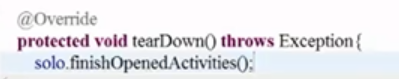 @Override
protected void tearDown() throws Exception{
solo.finishOpenedActivities();